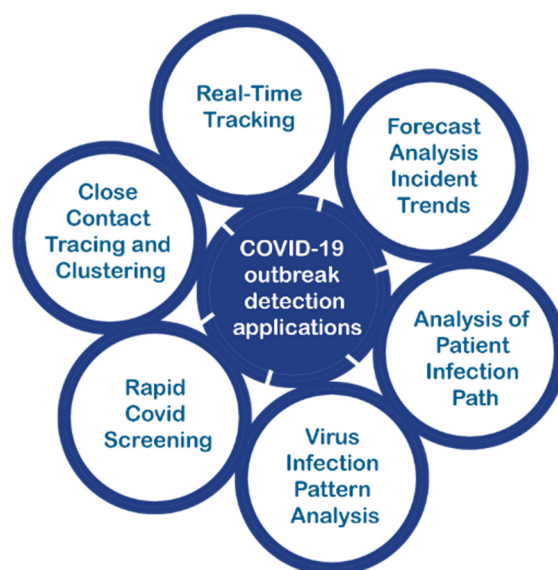 Real-Time
Tracking
Forecast
Analysis
Incident
Trends
Close
Contact
Tracing and
Clustering
COVID-19
outbreak
detection
applications
Analysis of
Patient
Infection
Path
Rapid
Covid
Screening
Virus
Infection
Pattern
Analysis